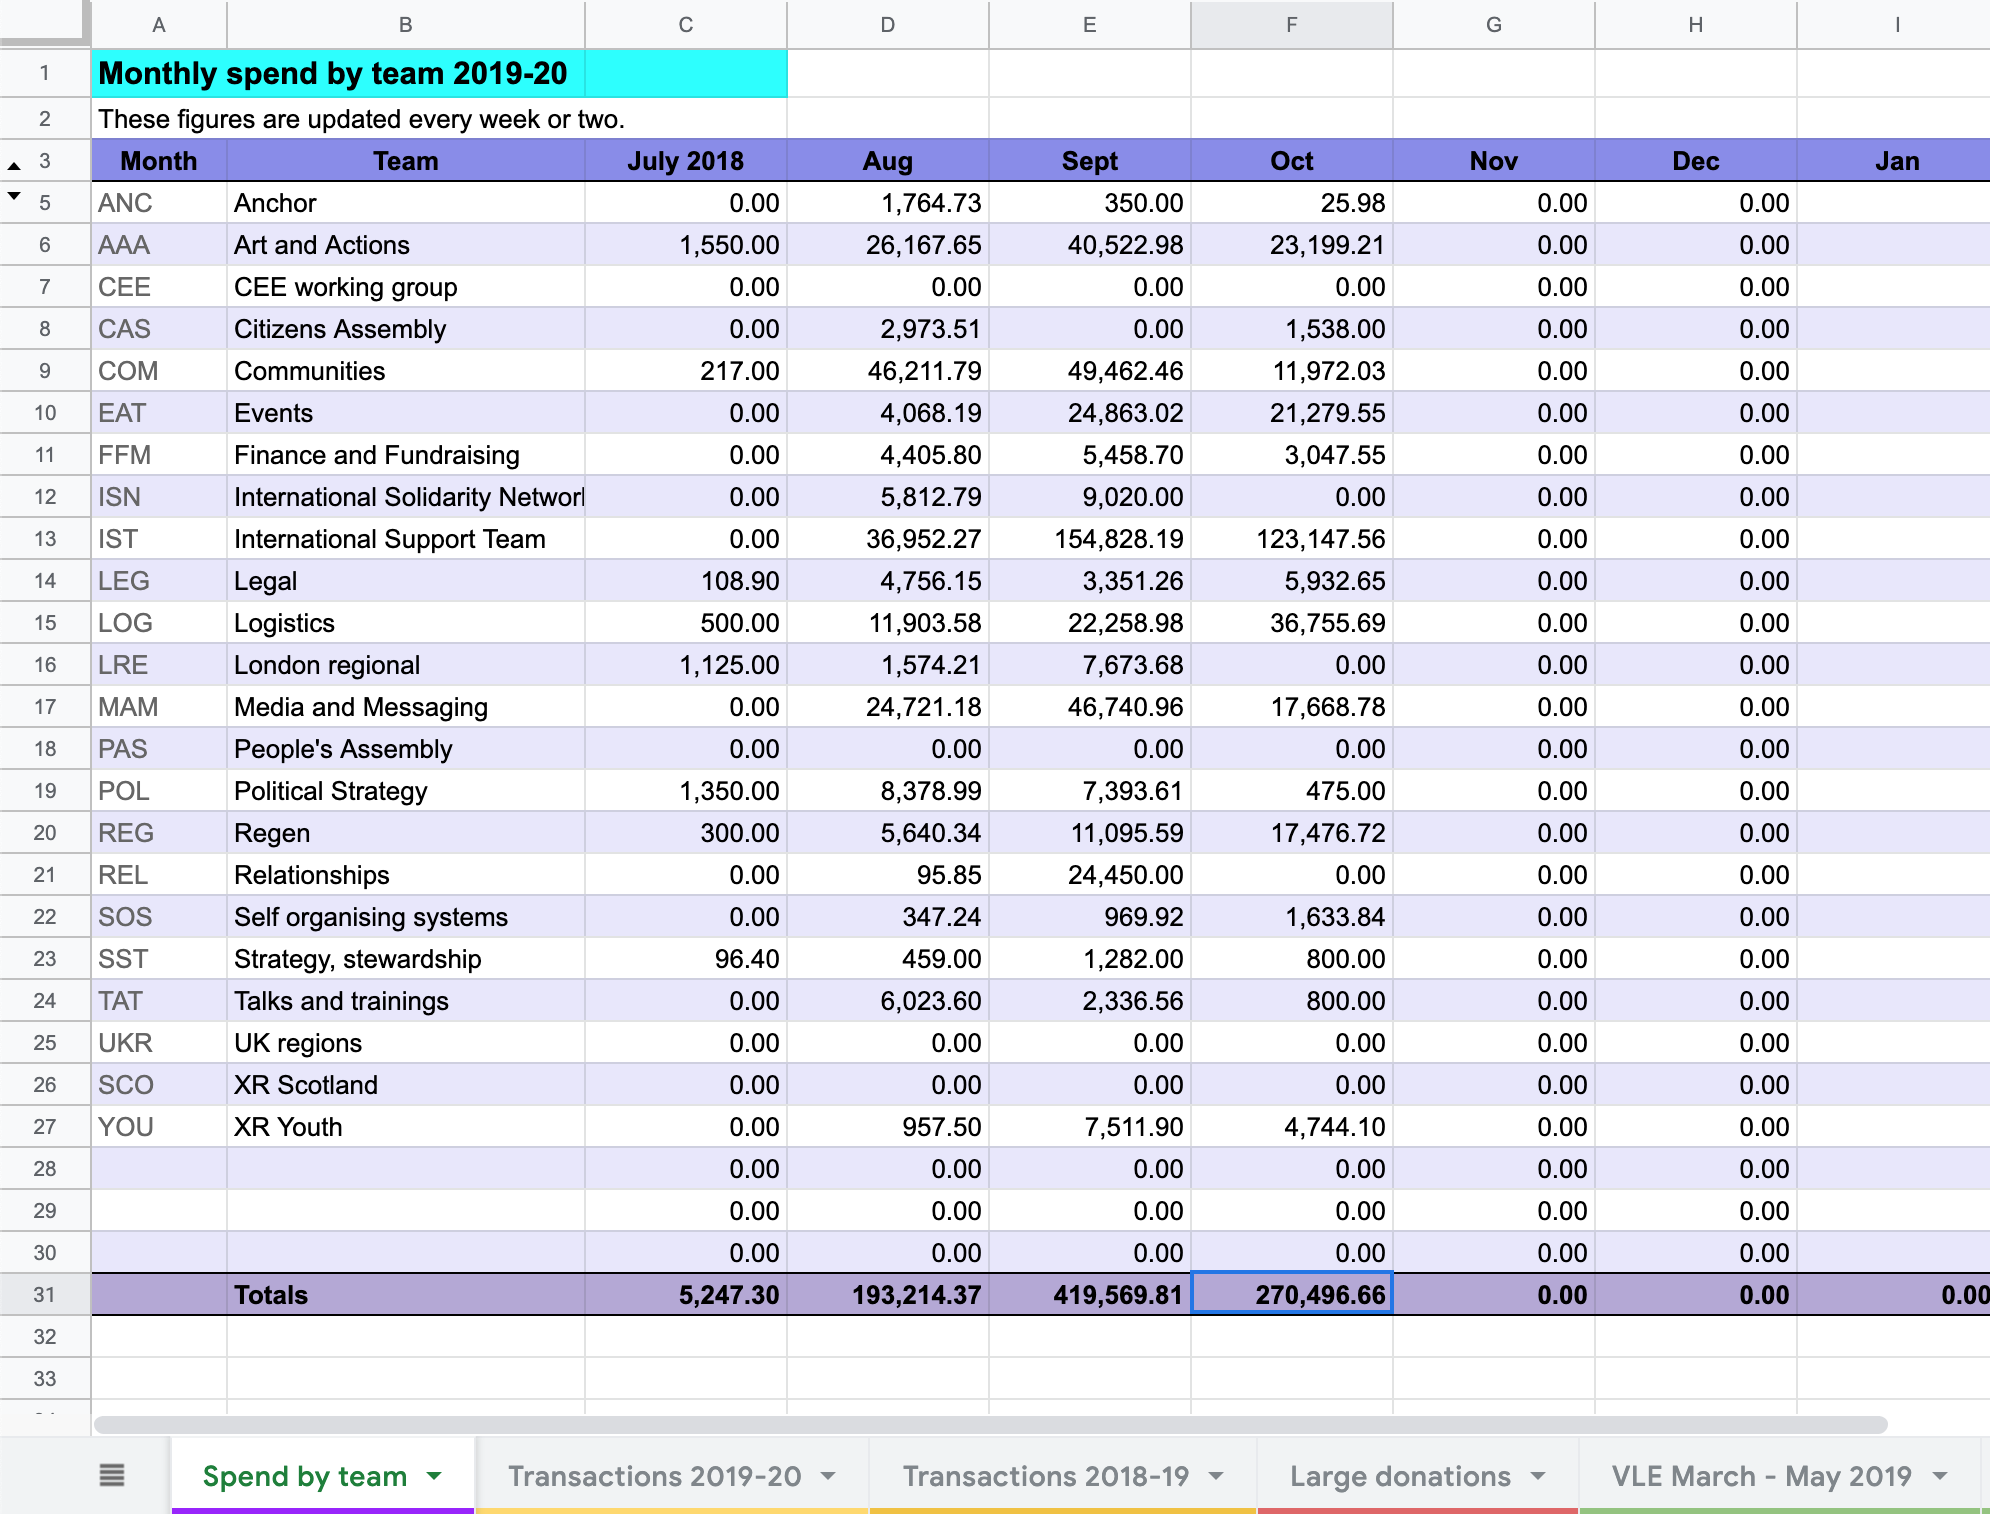 A B C D E F G H I
1 Monthly spend by team 2019-20
2 These figures are updated every week or two.
3 Month Team July 2018 Aug Sept Oct Nov Dec Jan
5 ANC Anchor 0.00 1,764.73 350.00 25.98 0.00 0.00
6 AAA Art and Actions 1,550.00 26,167.65 40,522.98 23,199.21 0.00 0.00
7 CEE CEE working group 0.00 0.00 0.00 0.00 0.00 0.00
8 CAS Citizens Assembly 0.00 2,973.51 0.00 1,538.00 0.00 0.00
9 COM Communities 217.00 46,211.79 49,462.46 11,972.03 0.00 0.00
10 EAT Events 0.00 4,068.19 24,863.02 21,279.55 0.00 0.00
11 FFM Finance and Fundraising 0.00 4,405.80 5,458.70 3,047.55 0.00 0.00
12 ISN International Solidarity Network 0.00 5,812.79 9,020.00 0.00 0.00 0.00
13 IST International Support Team 0.00 36,952.27 154,828.19 123,147.56 0.00 0.00
14 LEG Legal 108.90 4,756.15 3,351.26 5,932.65 0.00 0.00
15 LOG Logistics 500.00 11,903.58 22,258.98 36,755.69 0.00 0.00
16 LRE London regional 1,125.00 1,574.21 7,673.68 0.00 0.00 0.00
17 MAM Media and Messaging 0.00 24,721.18 46,740.96 17,668.78 0.00 0.00
18 PAS People's Assembly 0.00 0.00 0.00 0.00 0.00 0.00
19 POL Political Strategy 1,350.00 8,378.99 7,393.61 475.00 0.00 0.00
20 REG Regen 300.00 5,640.34 11,095.59 17,476.72 0.00 0.00
21 REL Relationships 0.00 95.85 24,450.00 0.00 0.00 0.00
22 SOS Self organising systems 0.00 347.24 969.92 1,633.84 0.00 0.00
23 SST Strategy, stewardship 96.40 459.00 1,282.00 800.00 0.00 0.00
24 TAT Talks and trainings 0.00 6,023.60 2,336.56 800.00 0.00 0.00
25 UKR UK regions 0.00 0.00 0.00 0.00 0.00 0.00
26 SCO XR Scotland 0.00 0.00 0.00 0.00 0.00 0.00
27 YOU XR Youth 0.00 957.50 7,511.90 4,744.10 0.00 0.00
28 0.00 0.00 0.00 0.00 0.00 0.00
29 0.00 0.00 0.00 0.00 0.00 0.00
30 0.00 0.00 0.00 0.00 0.00 0.00
31 Totals 5,247.30 193,214.37 419,569.81 270,496.66 0.00 0.00 0.00
32
33
Spend by team Transactions 2019-20 Transactions 2018-19 Large donations VLE March - May 2019